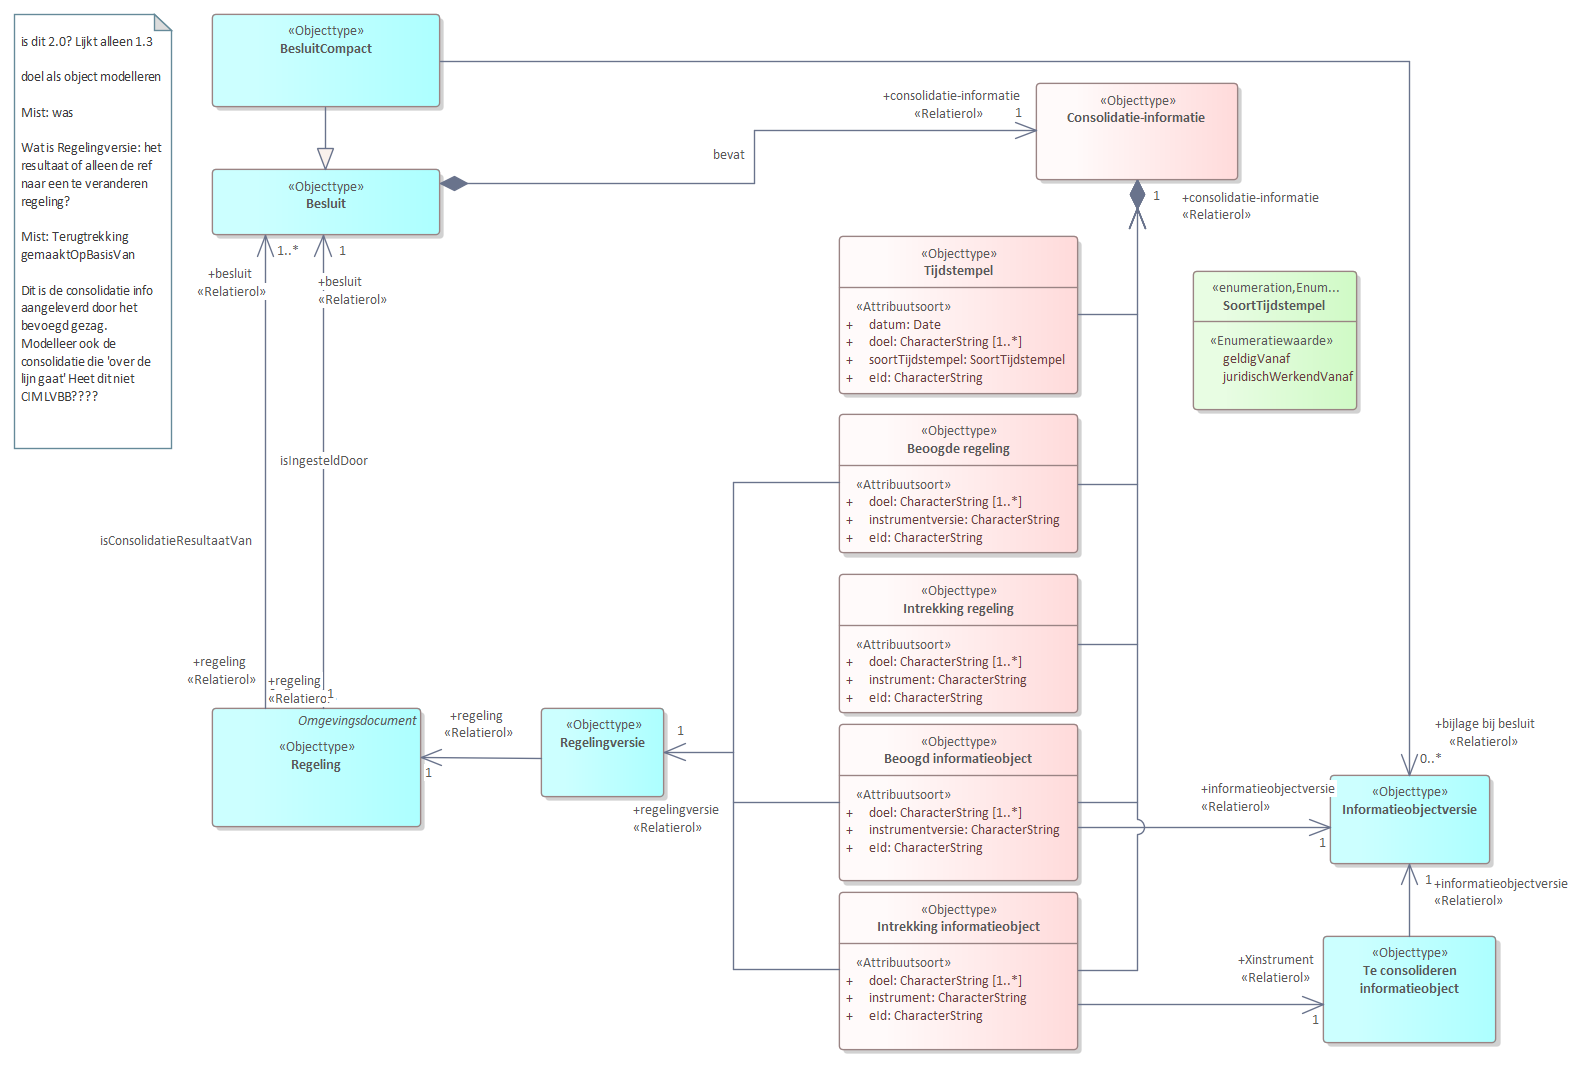 is dit 2.0? Lijkt alleen 1.3
doel als object modelleren
Mist: was
Wat is Regelingversie: het
resultaat of alleen de ref
naar een te veranderen
regeling?
Mist: Terugtrekking
gemaaktOpBasisVan
Dit is de consolidatie info
aangeleverd door het
bevoegd gezag.
Modelleer ook de
consolidatie die 'over de
lijn gaat' Heet dit niet
CIM LVBB????
«Objecttype»
BesluitCompact
«Objecttype»
Besluit
bevat
+consolidatie-informatie
«Relatierol»
1
«Objecttype»
Consolidatie-informatie
1
+consolidatie-informatie
«Relatierol»
1..*
+besluit
«Relatierol»
1
+besluit
«Relatierol»
«Objecttype»
Tijdstempel
«Attribuutsoort»
+ datum: Date
+ doel: CharacterString [1..*]
+ soortTijdstempel: SoortTijdstempel
+ eId: CharacterString
«enumeration,Enum...
SoortTijdstempel
«Enumeratiewaarde»
geldigVanaf
juridischWerkendVanaf
«Objecttype»
Beoogde regeling
«Attribuutsoort»
+ doel: CharacterString [1..*]
+ instrumentversie: CharacterString
+ eId: CharacterString
isIngesteldDoor
isConsolidatieResultaatVan
«Objecttype»
Intrekking regeling
«Attribuutsoort»
+ doel: CharacterString [1..*]
+ instrument: CharacterString
+ eId: CharacterString
+regeling
«Relatierol»
+regeling
1
Omgevingsdocument
«Objecttype»
Regeling
+regeling
«Relatierol»
1
«Objecttype»
Regelingversie
1
+regelingversie
«Relatierol»
«Objecttype»
Beoogd informatieobject
«Attribuutsoort»
+ doel: CharacterString [1..*]
+ instrumentversie: CharacterString
+ eId: CharacterString
+bijlage bij besluit
«Relatierol»
0..*
+informatieobjectversie
«Relatierol»
1
«Objecttype»
Informatieobjectversie
1
+informatieobjectversie
«Relatierol»
«Objecttype»
Intrekking informatieobject
«Attribuutsoort»
+ doel: CharacterString [1..*]
+ instrument: CharacterString
+ eId: CharacterString
+Xinstrument
«Relatierol»
1
«Objecttype»
Te consolideren
informatieobject